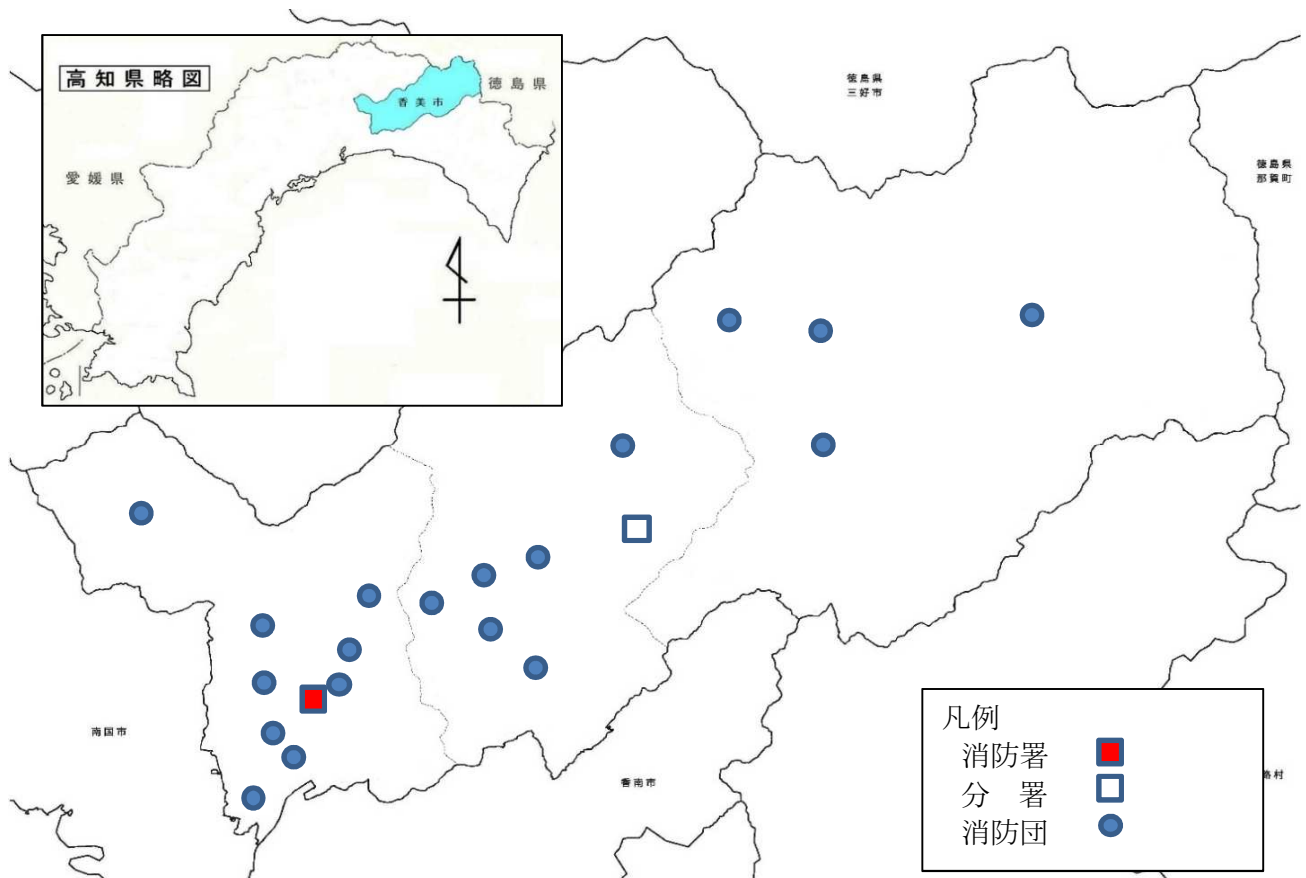 高知県略図
徳島県
香美市
愛媛県
徳島県
三好市
徳島県
那賀町
南国市
香南市
凡例
消防署
分　署
消防団